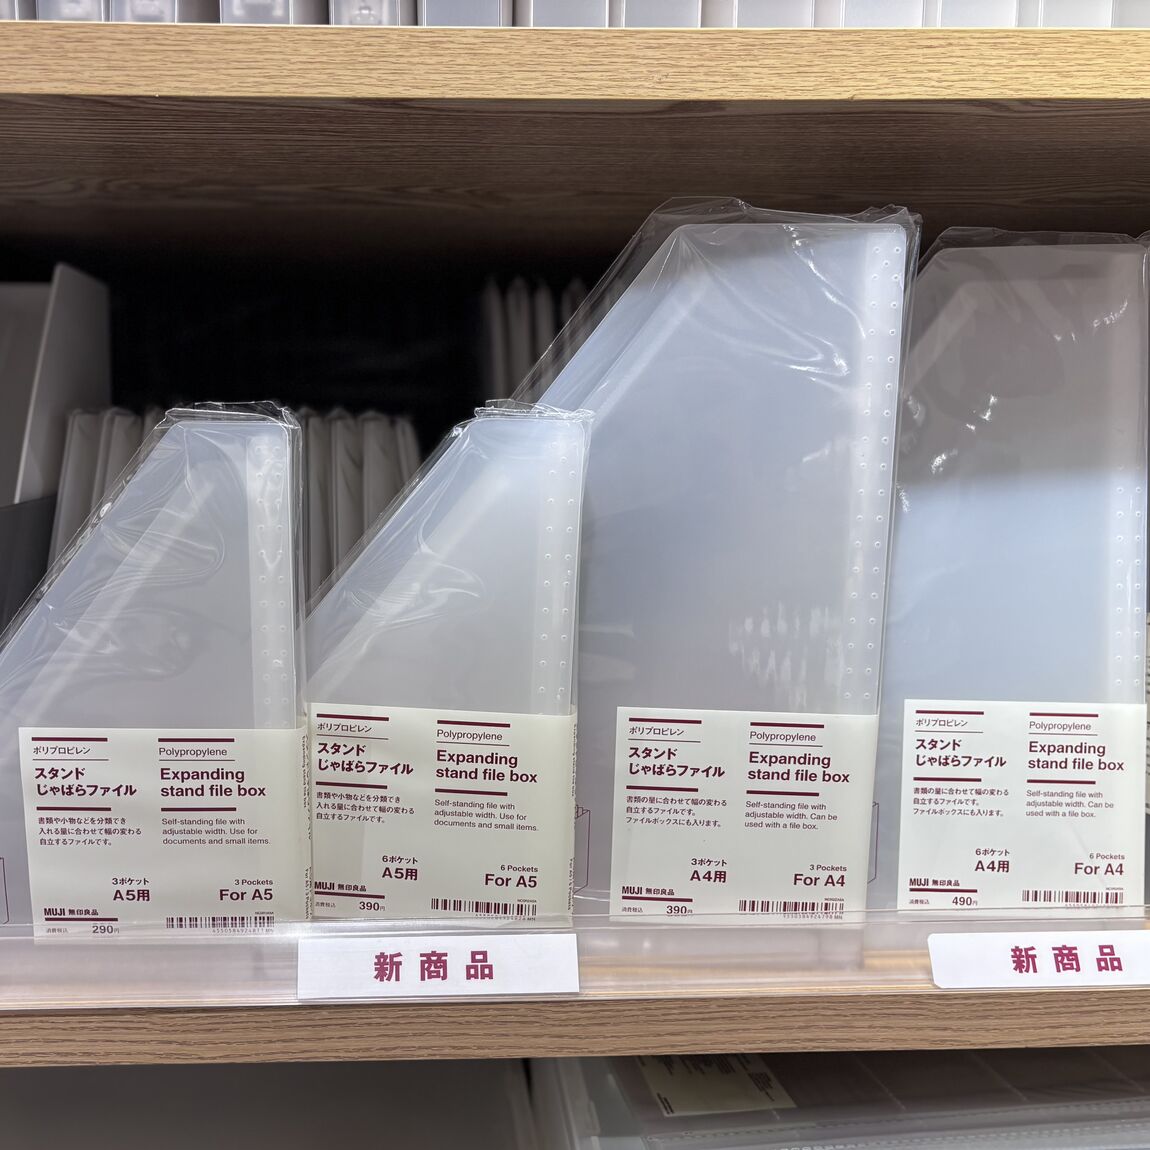 ポリプロピレン
スタンド
じゃばらファイル
書類や小物などを分類でき
入れる量に合わせて幅の変わる
自立するファイルです。
3ポケット
A5用
MUJI 無印良品
消費税込 290円
Polypropylene
Expanding
stand file box
Self-standing file with
adjustable width. Use for
documents and small items.
3 Pockets
For A5
ポリプロピレン
スタンド
じゃばらファイル
書類や小物などを分類でき
入れる量に合わせて幅の変わる
自立するファイルです。
6ポケット
A5用
MUJI 無印良品
消費税込 390円
Polypropylene
Expanding
stand file box
Self-standing file with
adjustable width. Use for
documents and small items.
6 Pockets
For A5
ポリプロピレン
スタンド
じゃばらファイル
書類の量に合わせて幅の変わる
自立するファイルです。
ファイルボックスにも入ります。
3ポケット
A4用
MUJI 無印良品
消費税込 390円
Polypropylene
Expanding
stand file box
Self-standing file with
adjustable width. Can be
used with a file box.
3 Pockets
For A4
ポリプロピレン
スタンド
じゃばらファイル
書類の量に合わせて幅の変わる
自立するファイルです。
ファイルボックスにも入ります。
6ポケット
A4用
MUJI 無印良品
消費税込 490円
Polypropylene
Expanding
stand file box
Self-standing file with
adjustable width. Can be
used with a file box.
6 Pockets
For A4
新商品
新商品